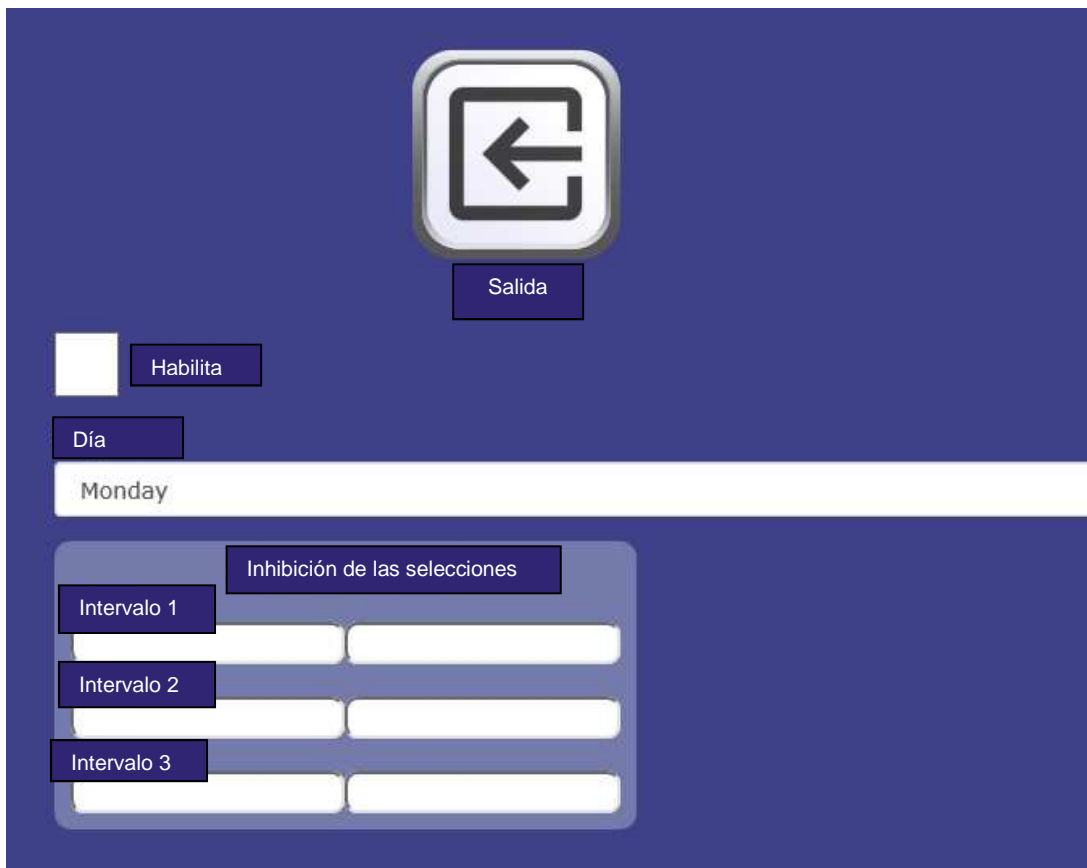 Salida
Habilita
Día
Monday
Inhibición de las selecciones
Intervalo 1
Intervalo 2
Intervalo 3